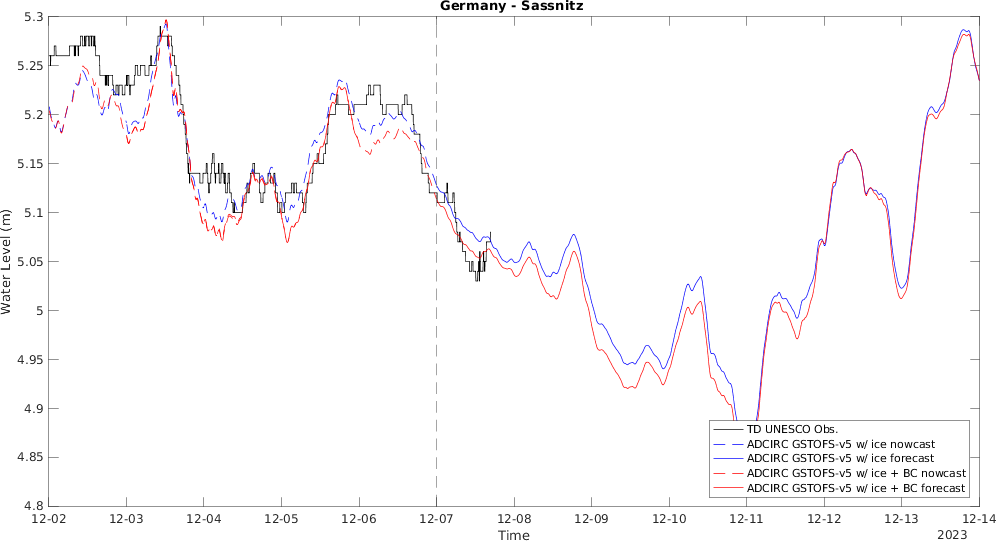 Germany - Sassnitz
5.3
5.25
5.2
5.15
5.1
5.05
5
4.95
4.9
4.85
4.8
Water Level (m)
TD UNESCO Obs.
ADCIRC GSTOFS-v5 w/ ice nowcast
ADCIRC GSTOFS-v5 w/ ice forecast
ADCIRC GSTOFS-v5 w/ ice + BC nowcast
ADCIRC GSTOFS-v5 w/ ice + BC forecast
12-02 12-03 12-04 12-05 12-06 12-07 12-08 12-09 12-10 12-11 12-12 12-13 12-14
Time
2023